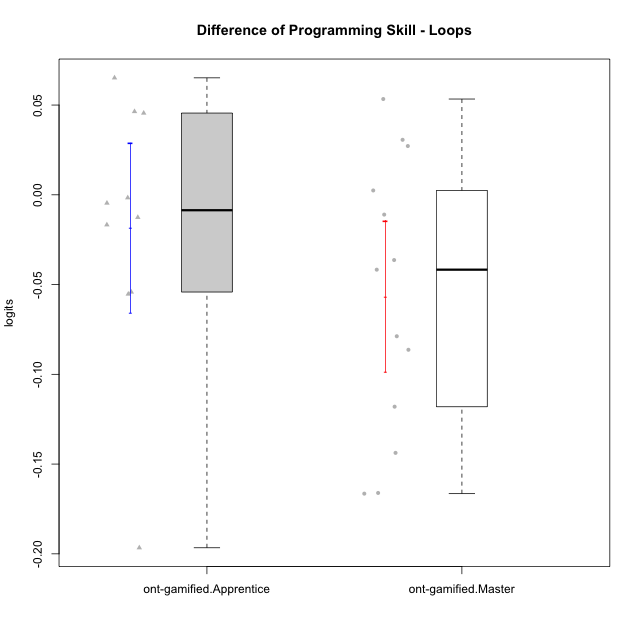 Difference of Programming Skill - Loops
logits
0.05
0.00
-0.05
-0.10
-0.15
-0.20
ont-gamified.Apprentice ont-gamified.Master